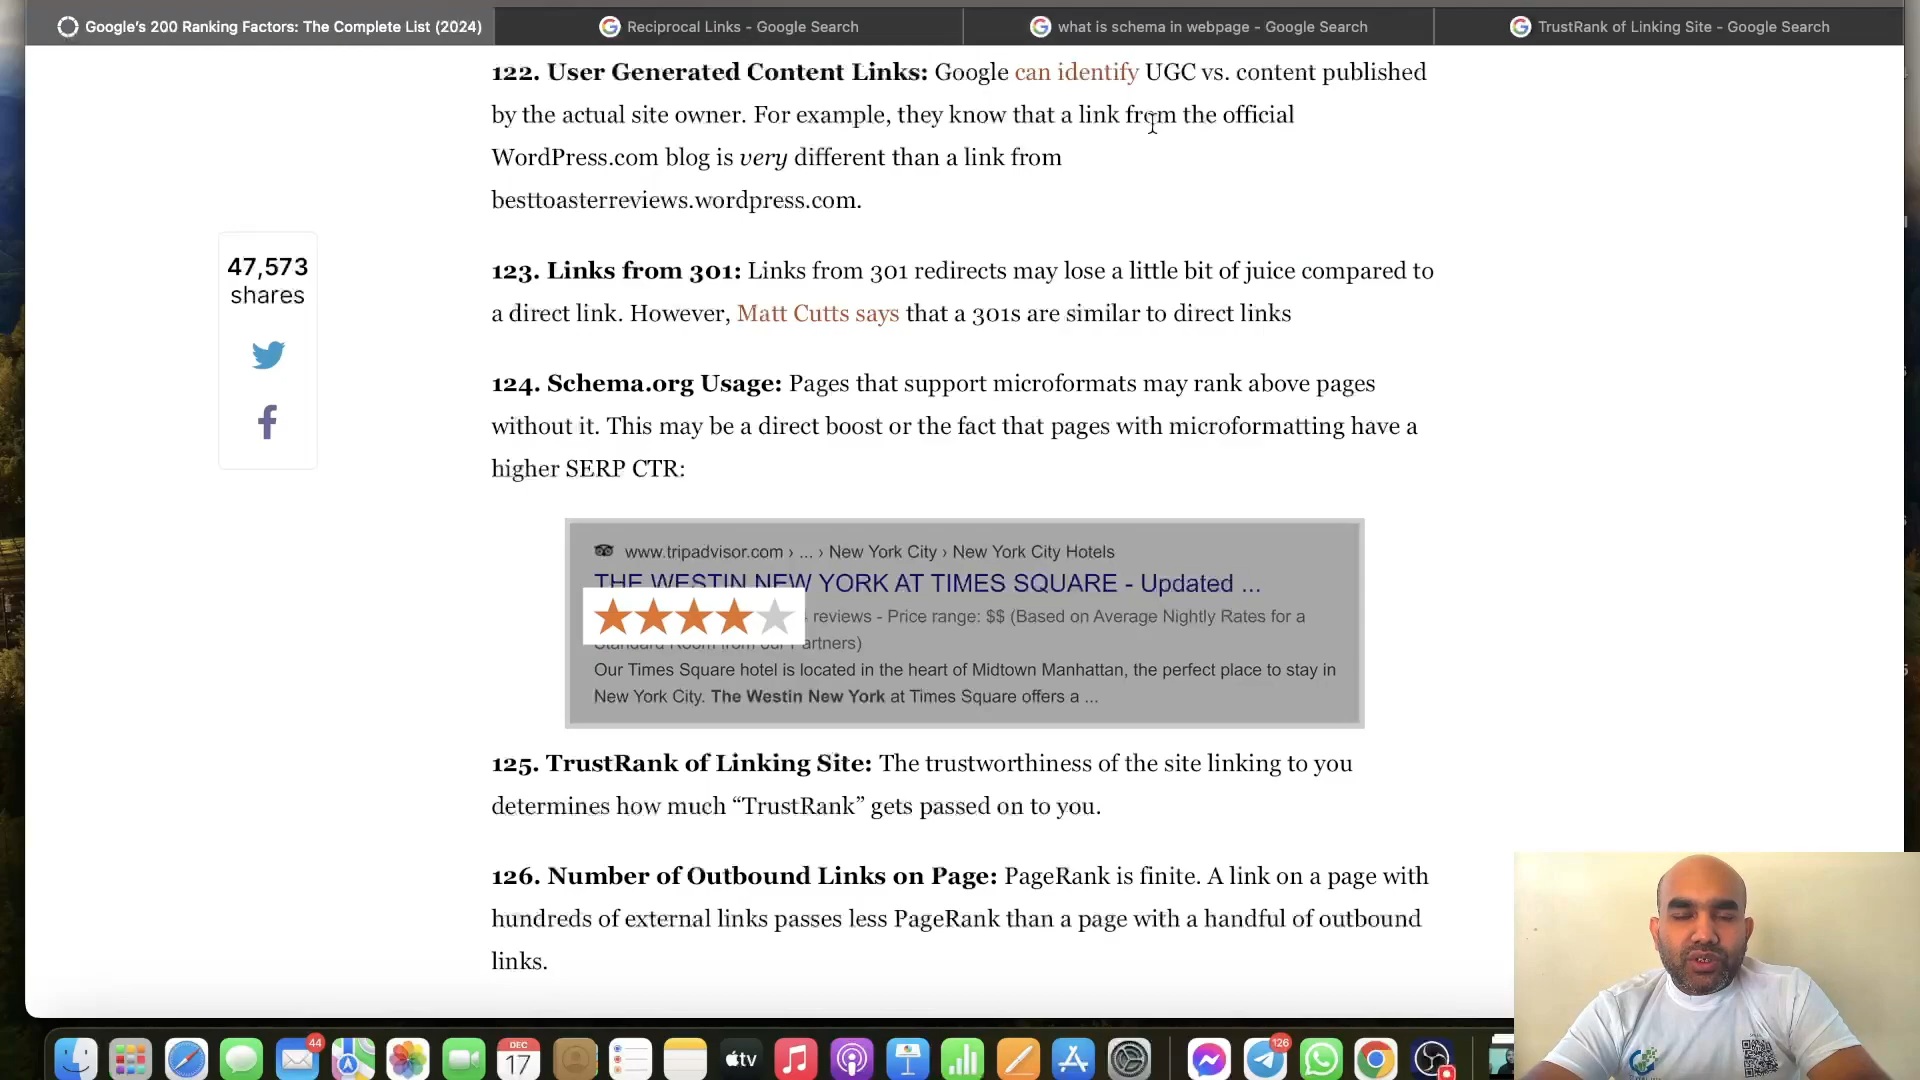 Google's 200 Ranking Factors: The Complete List (2024)
Reciprocal Links - Google Search
what is schema in webpage - Google Search
TrustRank of Linking Site - Google Search
122. User Generated Content Links: Google can identify UGC vs. content published
by the actual site owner. For example, they know that a link from the official
WordPress.com blog is very different than a link from
besttoasterreviews.wordpress.com.
47,573
shares
123. Links from 301: Links from 301 redirects may lose a little bit of juice compared to
a direct link. However, Matt Cutts says that a 301s are similar to direct links
124. Schema.org Usage: Pages that support microformats may rank above pages
without it. This may be a direct boost or the fact that pages with microformatting have a
higher SERP CTR:
www.tripadvisor.com › ... › New York City › New York City Hotels
THE WESTIN NEW YORK AT TIMES SQUARE - Updated ...
reviews - Price range: $$ (Based on Average Nightly Rates for a
Standard Room from our Partners)
Our Times Square hotel is located in the heart of Midtown Manhattan, the perfect place to stay in
New York City. The Westin New York at Times Square offers a ...
125. TrustRank of Linking Site: The trustworthiness of the site linking to you
determines how much “TrustRank” gets passed on to you.
126. Number of Outbound Links on Page: PageRank is finite. A link on a page with
hundreds of external links passes less PageRank than a page with a handful of outbound
links.
44
DEC
17
tv
126